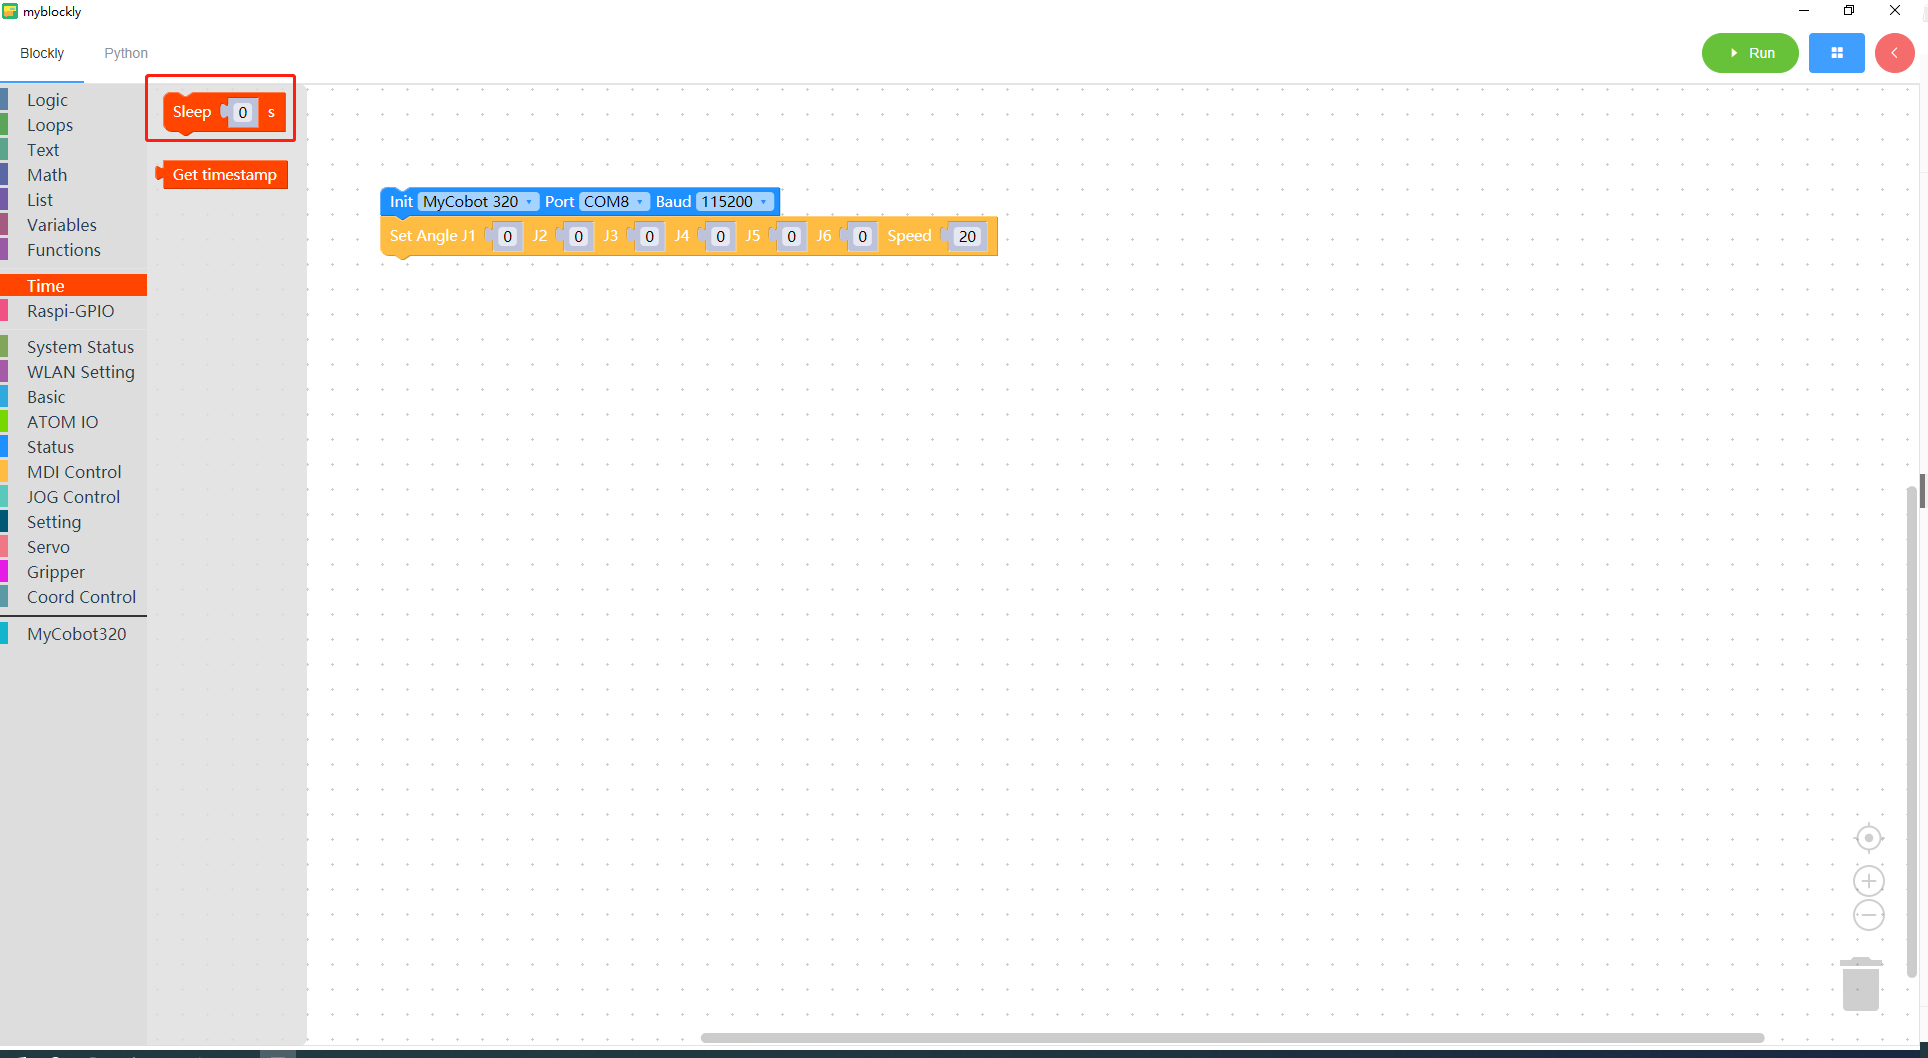 myblockly
Blockly Python Run
Logic
Loops
Text
Math
List
Variables
Functions
Time
Raspi-GPIO
System Status
WLAN Setting
Basic
ATOM IO
Status
MDI Control
JOG Control
Setting
Servo
Gripper
Coord Control
MyCobot320
Sleep 0 s
Get timestamp
Init MyCobot 320 Port COM8 Baud 115200
Set Angle J1 0 J2 0 J3 0 J4 0 J5 0 J6 0 Speed 20